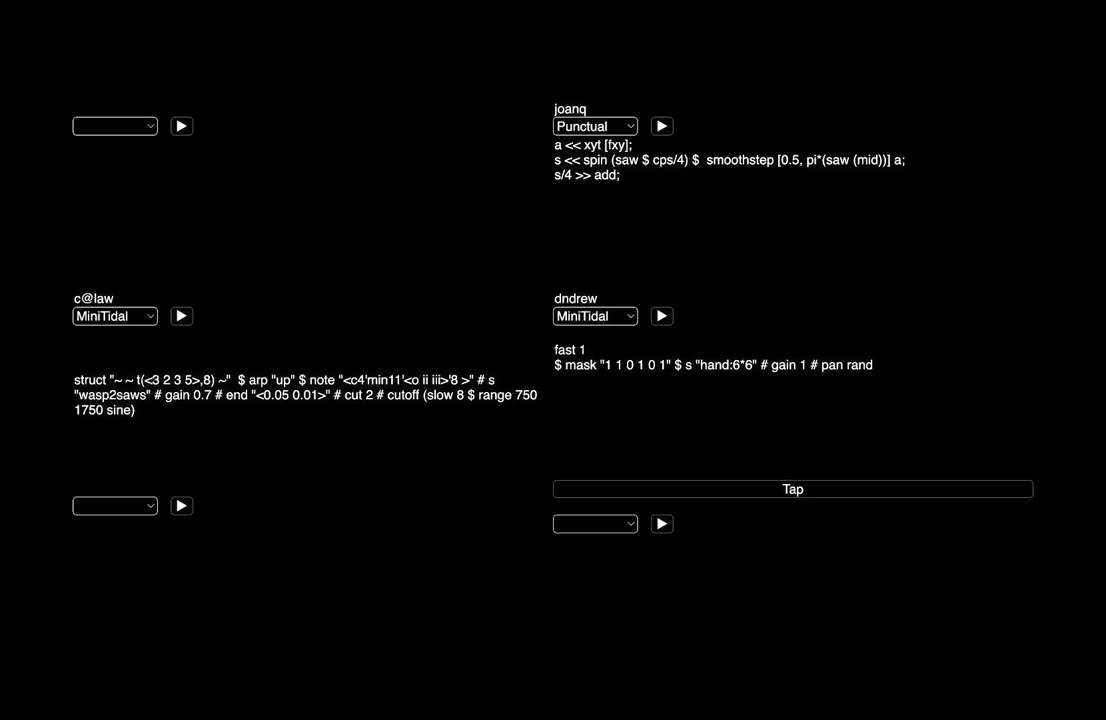 joanq
Punctual
a << xyt [fxy];
s << spin (saw $ cps/4) $  smoothstep [0.5, pi*(saw (mid))] a;
s/4 >> add;
c@law
MiniTidal
struct "~ ~ t(<3 2 3 5>,8) ~"  $ arp "up" $ note "<c4'min11'<o ii iii>'8 >" # s
"wasp2saws" # gain 0.7 # end "<0.05 0.01>" # cut 2 # cutoff (slow 8 $ range 750
1750 sine)
dndrew
MiniTidal
fast 1
$ mask "1 1 0 1 0 1" $ s "hand:6*6" # gain 1 # pan rand
Tap